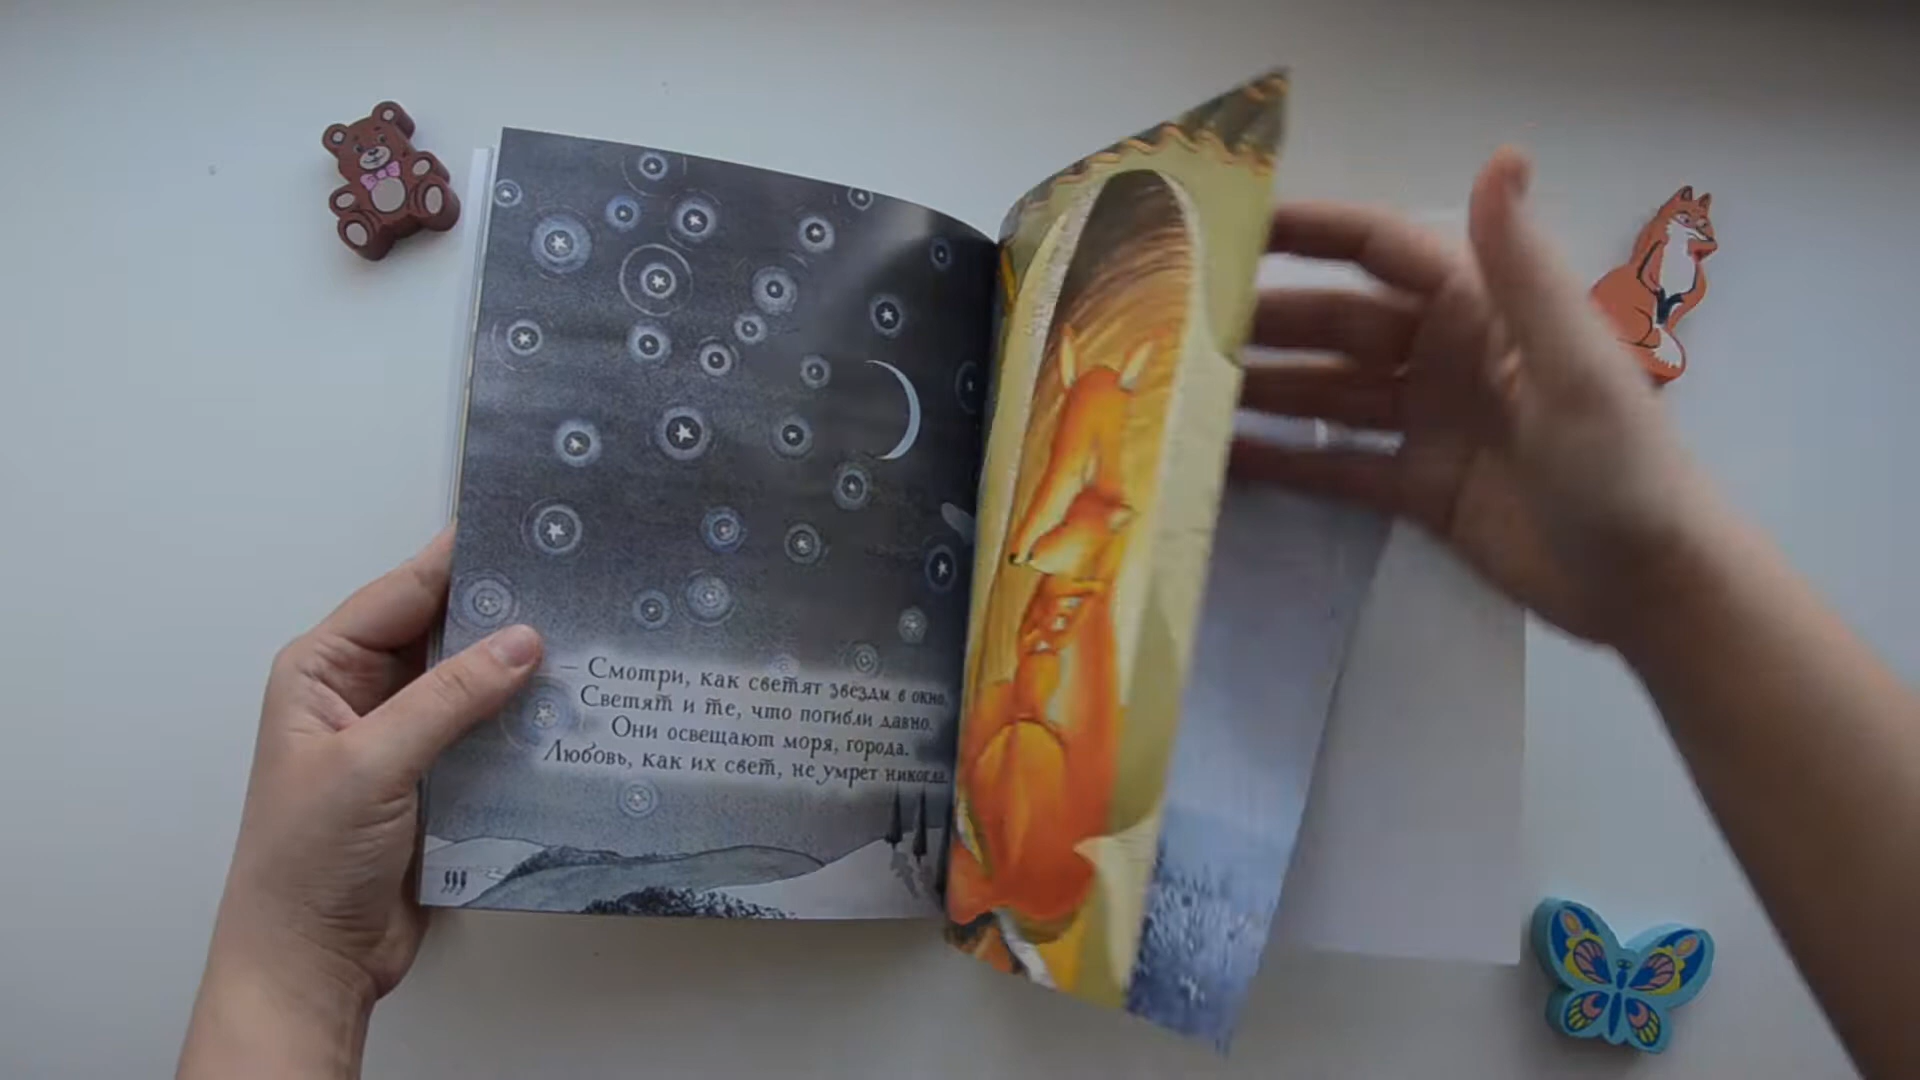 – Смотри, как светят звезды в окно.
Светят и те, что погибли давно.
Они освещают моря, города.
Любовь, как их свет, не умрет никогда.